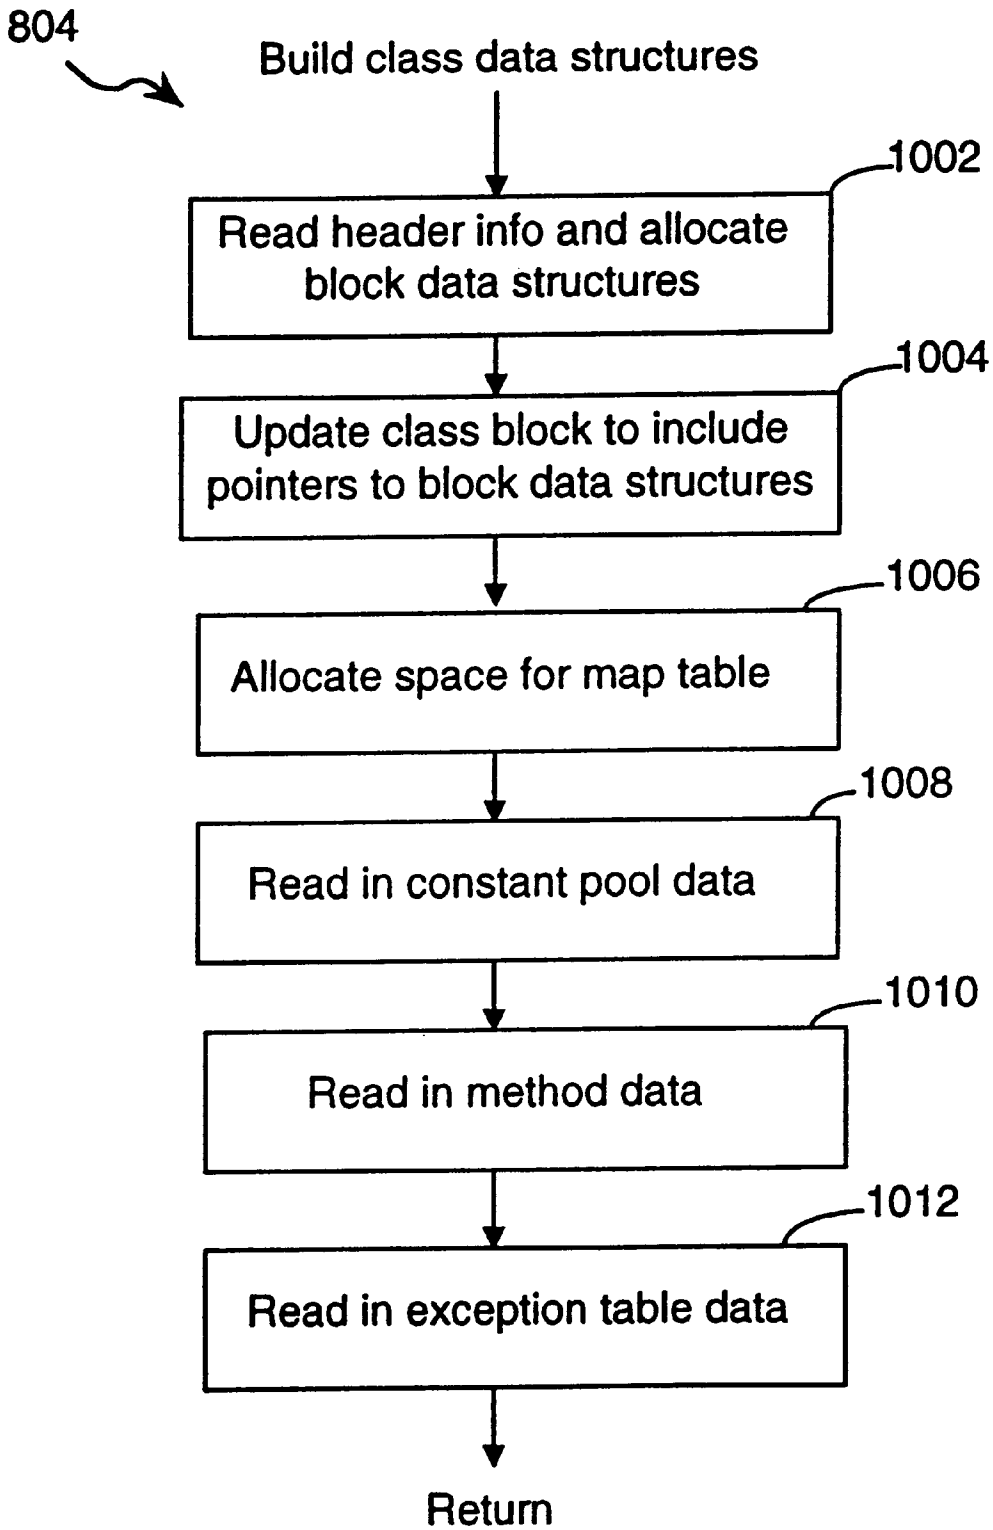 804
Build class data structures
1002
Read header info and allocate
block data structures
1004
Update class block to include
pointers to block data structures
1006
Allocate space for map table
1008
Read in constant pool data
1010
Read in method data
1012
Read in exception table data
Return